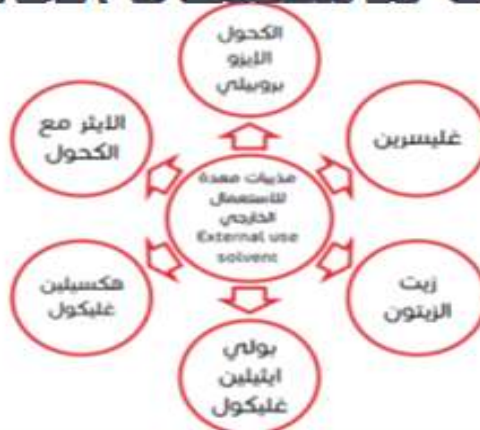 الكحول
الايزو
بروبيلي
غليسرين
زيت
الزيتون
بولي
ايثيلين
غليكول
هكسيلين
غليكول
الايثر مع
الكحول
مذيبات معدة
للاستعمال
الخارجي
External use
solvent